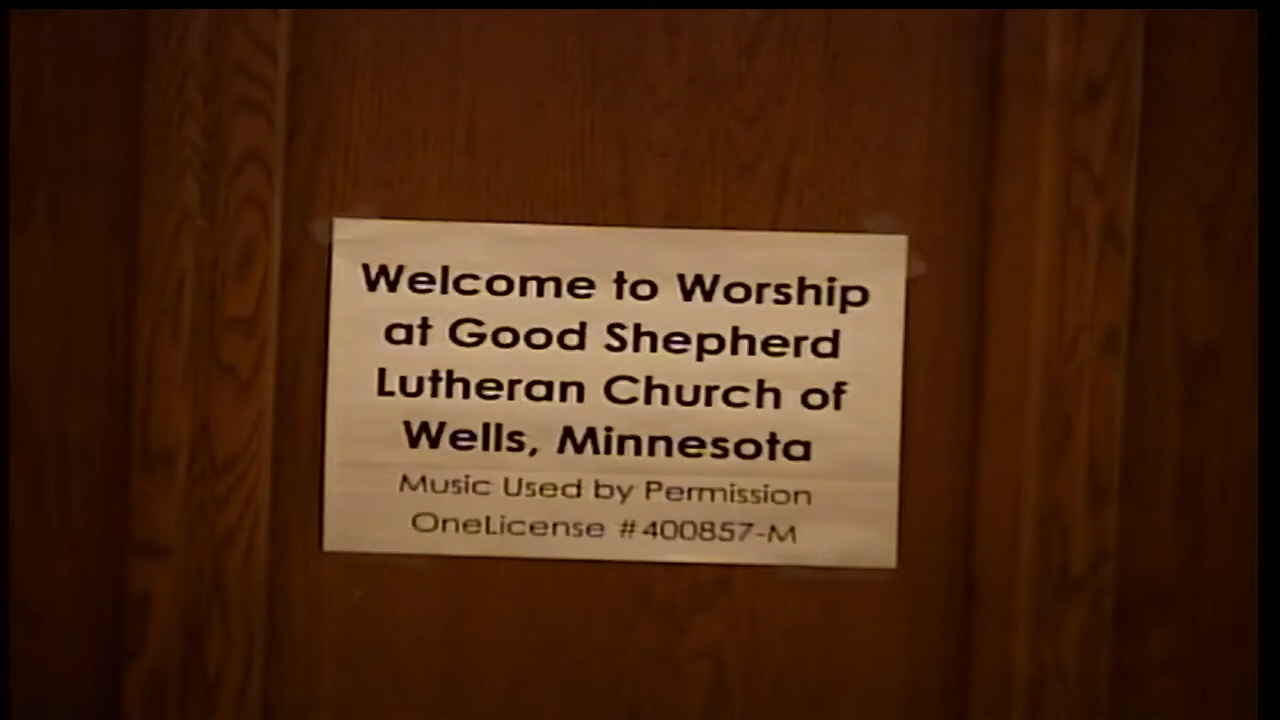 Welcome to Worship
at Good Shepherd
Lutheran Church of
Wells, Minnesota
Music Used by Permission
OneLicense #400857-M